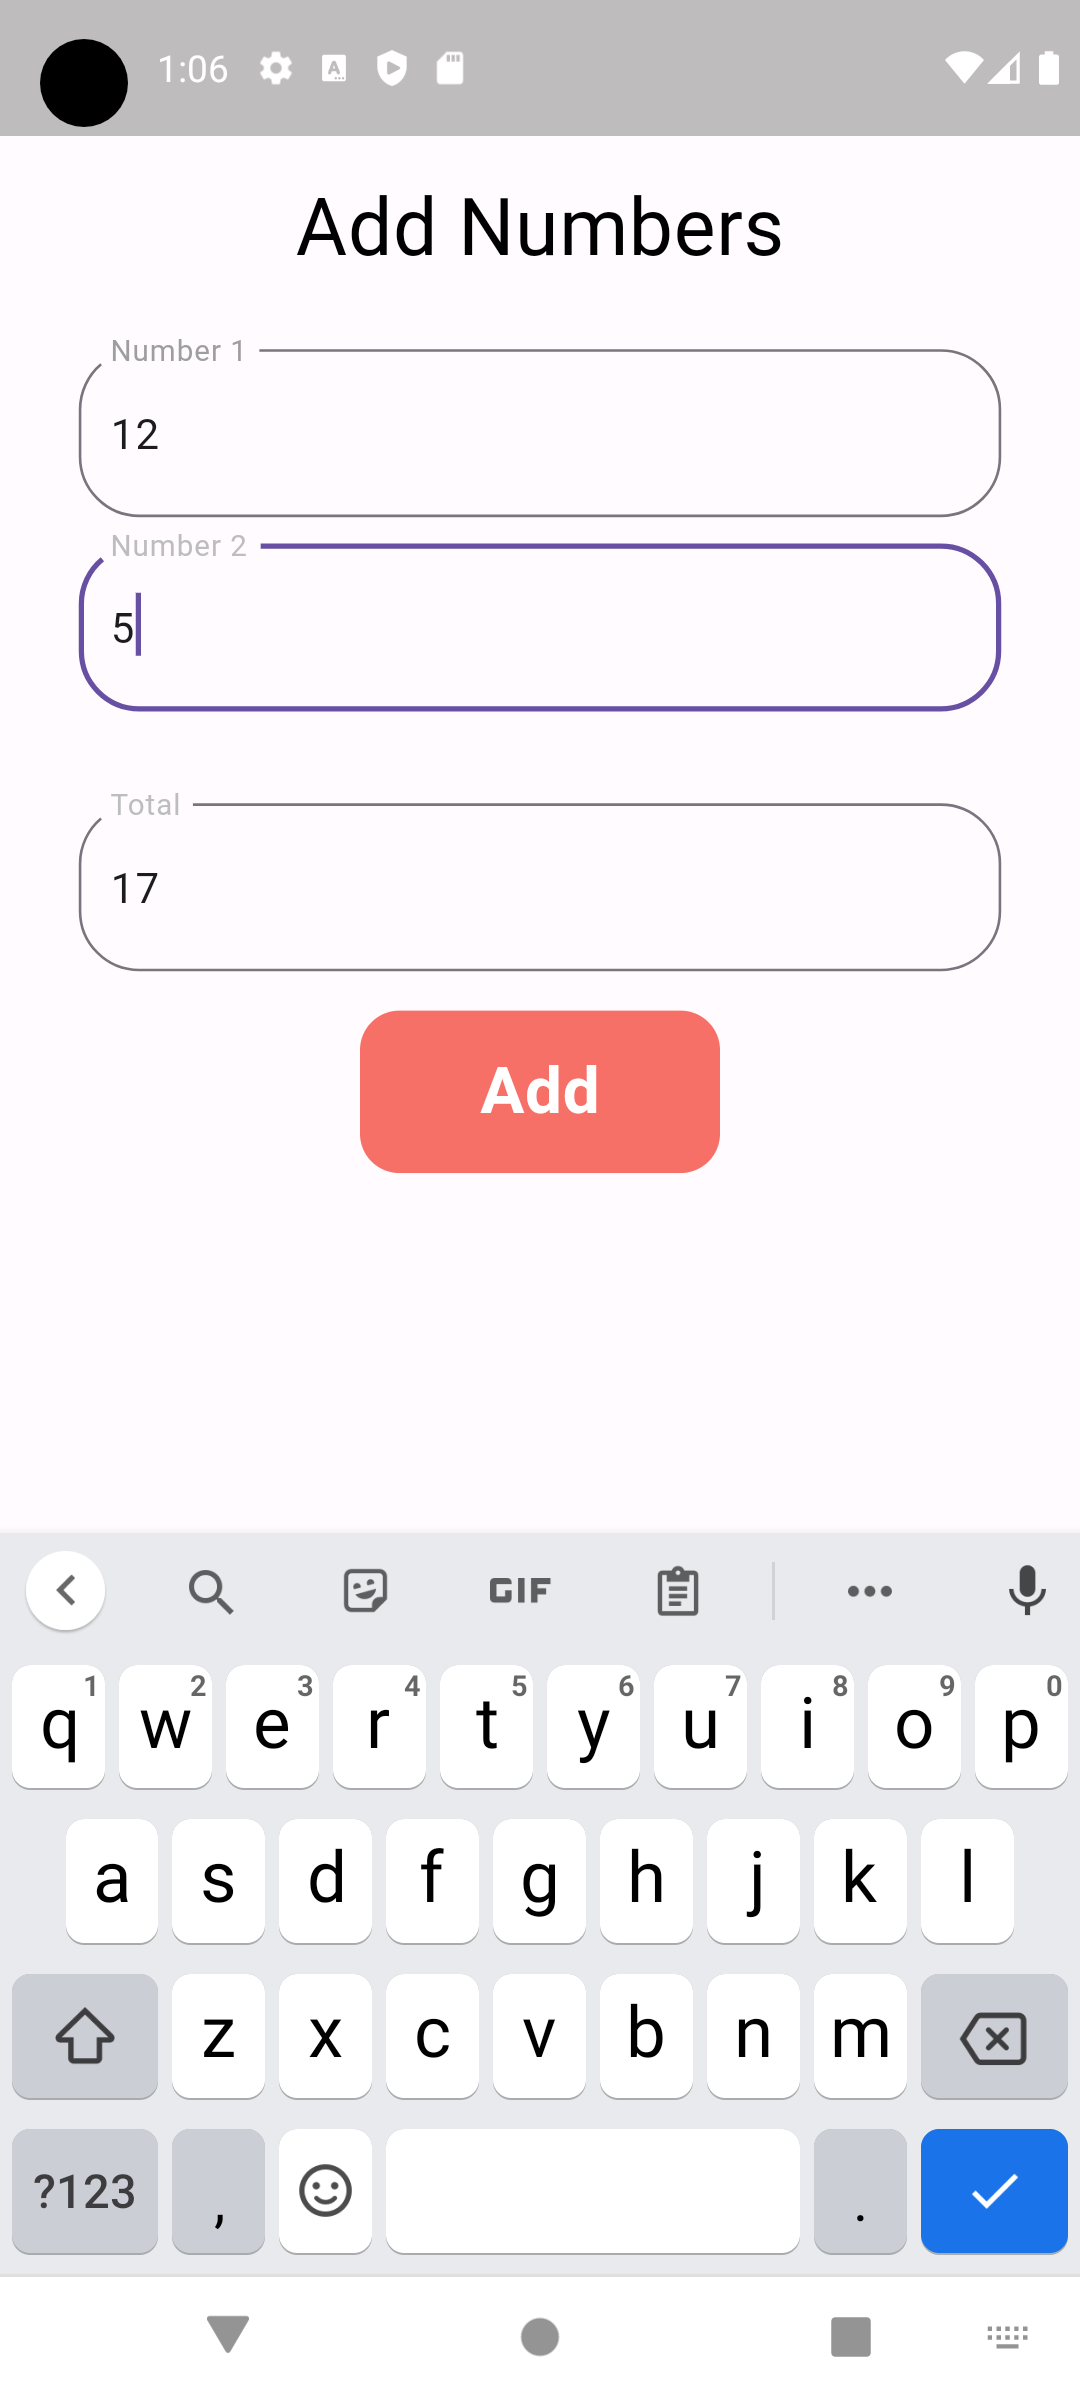 1:06
Add Numbers
Number 1
12
Number 2
5
Total
17
Add
GIF
1 2 3 4 5 6 7 8 9 0
q w e r t y u i o p
a s d f g h j k l
z x c v b n m
?123 , .